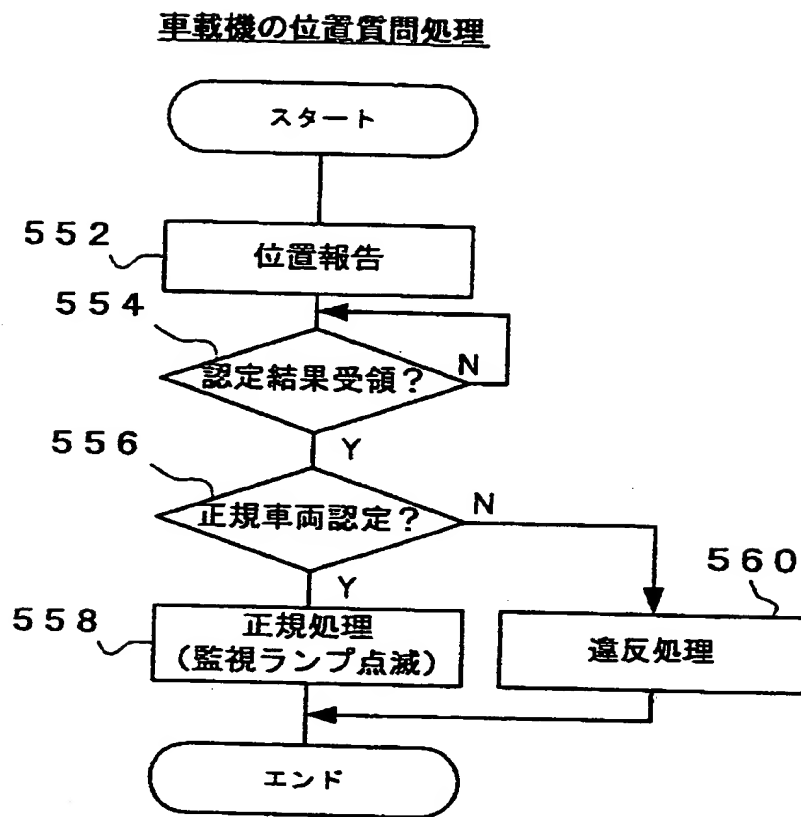 車載機の位置質問処理
スタート
552
位置報告
554
認定結果受領?
N
Y
556
正規車両認定?
N
Y
560
558
正規処理
(監視ランプ点滅)
違反処理
エンド